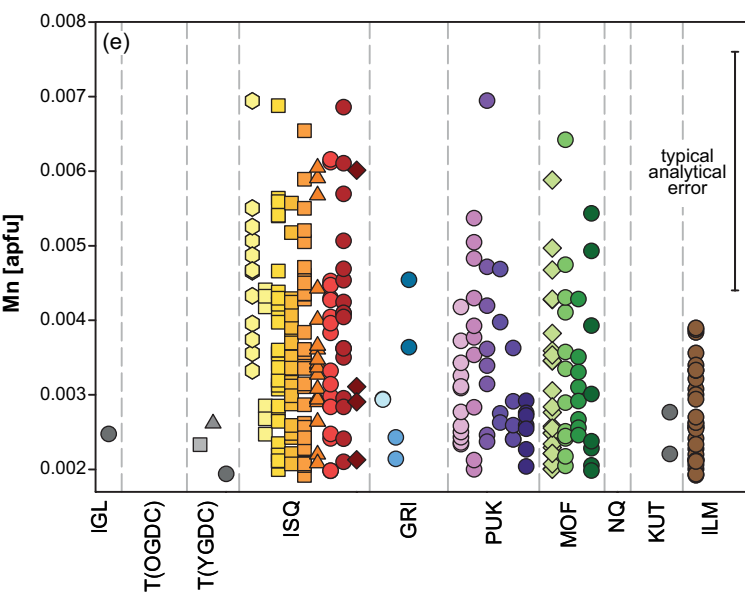 0.008
(e)
0.007
0.006
0.005
0.004
0.003
0.002
Mn [apfu]
typical
analytical
error
IGL
T(OGDC)
T(YGDC)
ISQ
GRI
PUK
MOF
NQ
KUT
ILM